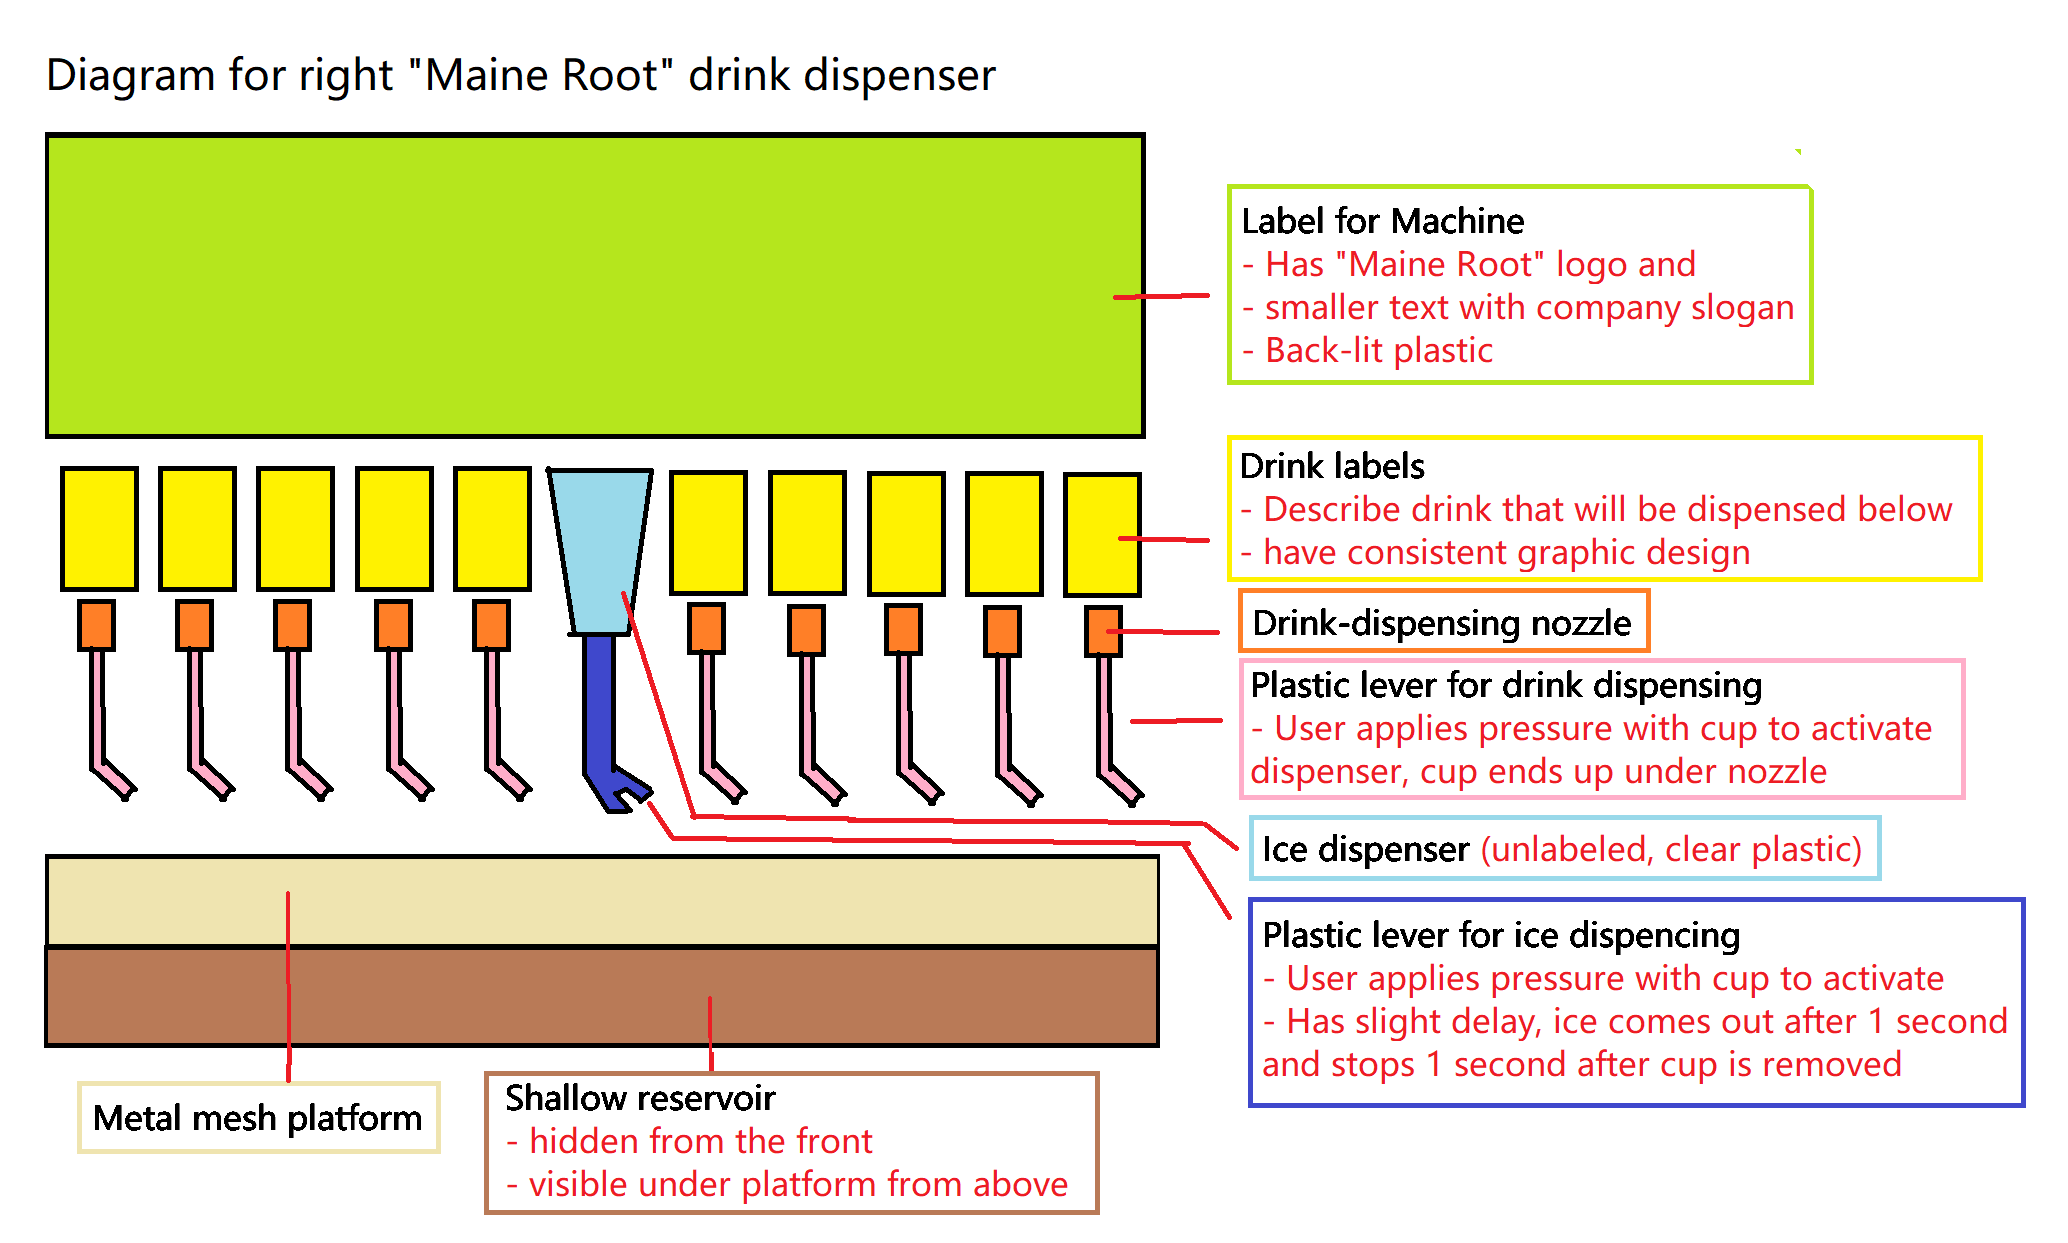 Diagram for right "Maine Root" drink dispenser
Label for Machine
- Has "Maine Root" logo and
- smaller text with company slogan
- Back-lit plastic
Drink labels
- Describe drink that will be dispensed below
- have consistent graphic design
Drink-dispensing nozzle
Plastic lever for drink dispensing
- User applies pressure with cup to activate
dispenser, cup ends up under nozzle
Ice dispenser (unlabeled, clear plastic)
Plastic lever for ice dispencing
- User applies pressure with cup to activate
- Has slight delay, ice comes out after 1 second
and stops 1 second after cup is removed
Metal mesh platform
Shallow reservoir
- hidden from the front
- visible under platform from above